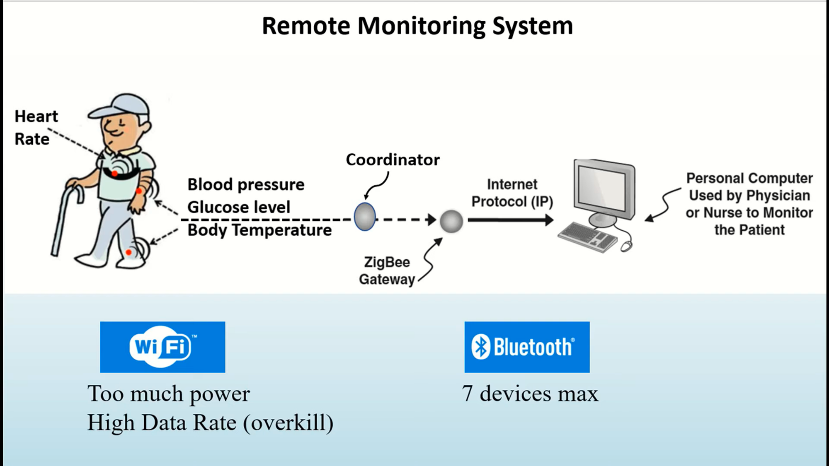 Remote Monitoring System
Heart
Rate
Blood pressure
Glucose level
Body Temperature
Coordinator
ZigBee
Gateway
Internet
Protocol (IP)
Personal Computer
Used by Physician
or Nurse to Monitor
the Patient
Wi Fi™
Too much power
High Data Rate (overkill)
Bluetooth®
7 devices max